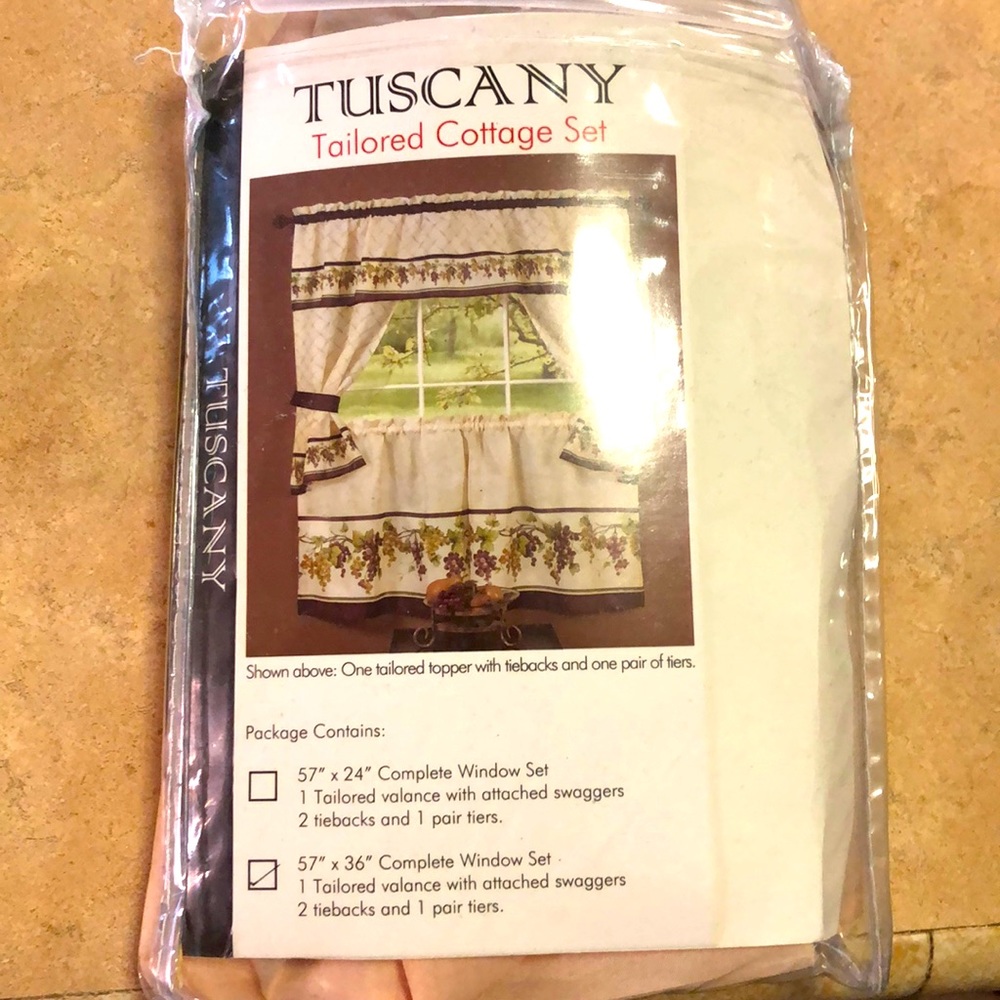 TUSCANY
Tailored Cottage Set
TUSCANY
Shown above: One tailored topper with tiebacks and one pair of tiers.
Package Contains:
57" x 24" Complete Window Set
1 Tailored valance with attached swaggers
2 tiebacks and 1 pair tiers.
57" x 36" Complete Window Set
1 Tailored valance with attached swaggers
2 tiebacks and 1 pair tiers.